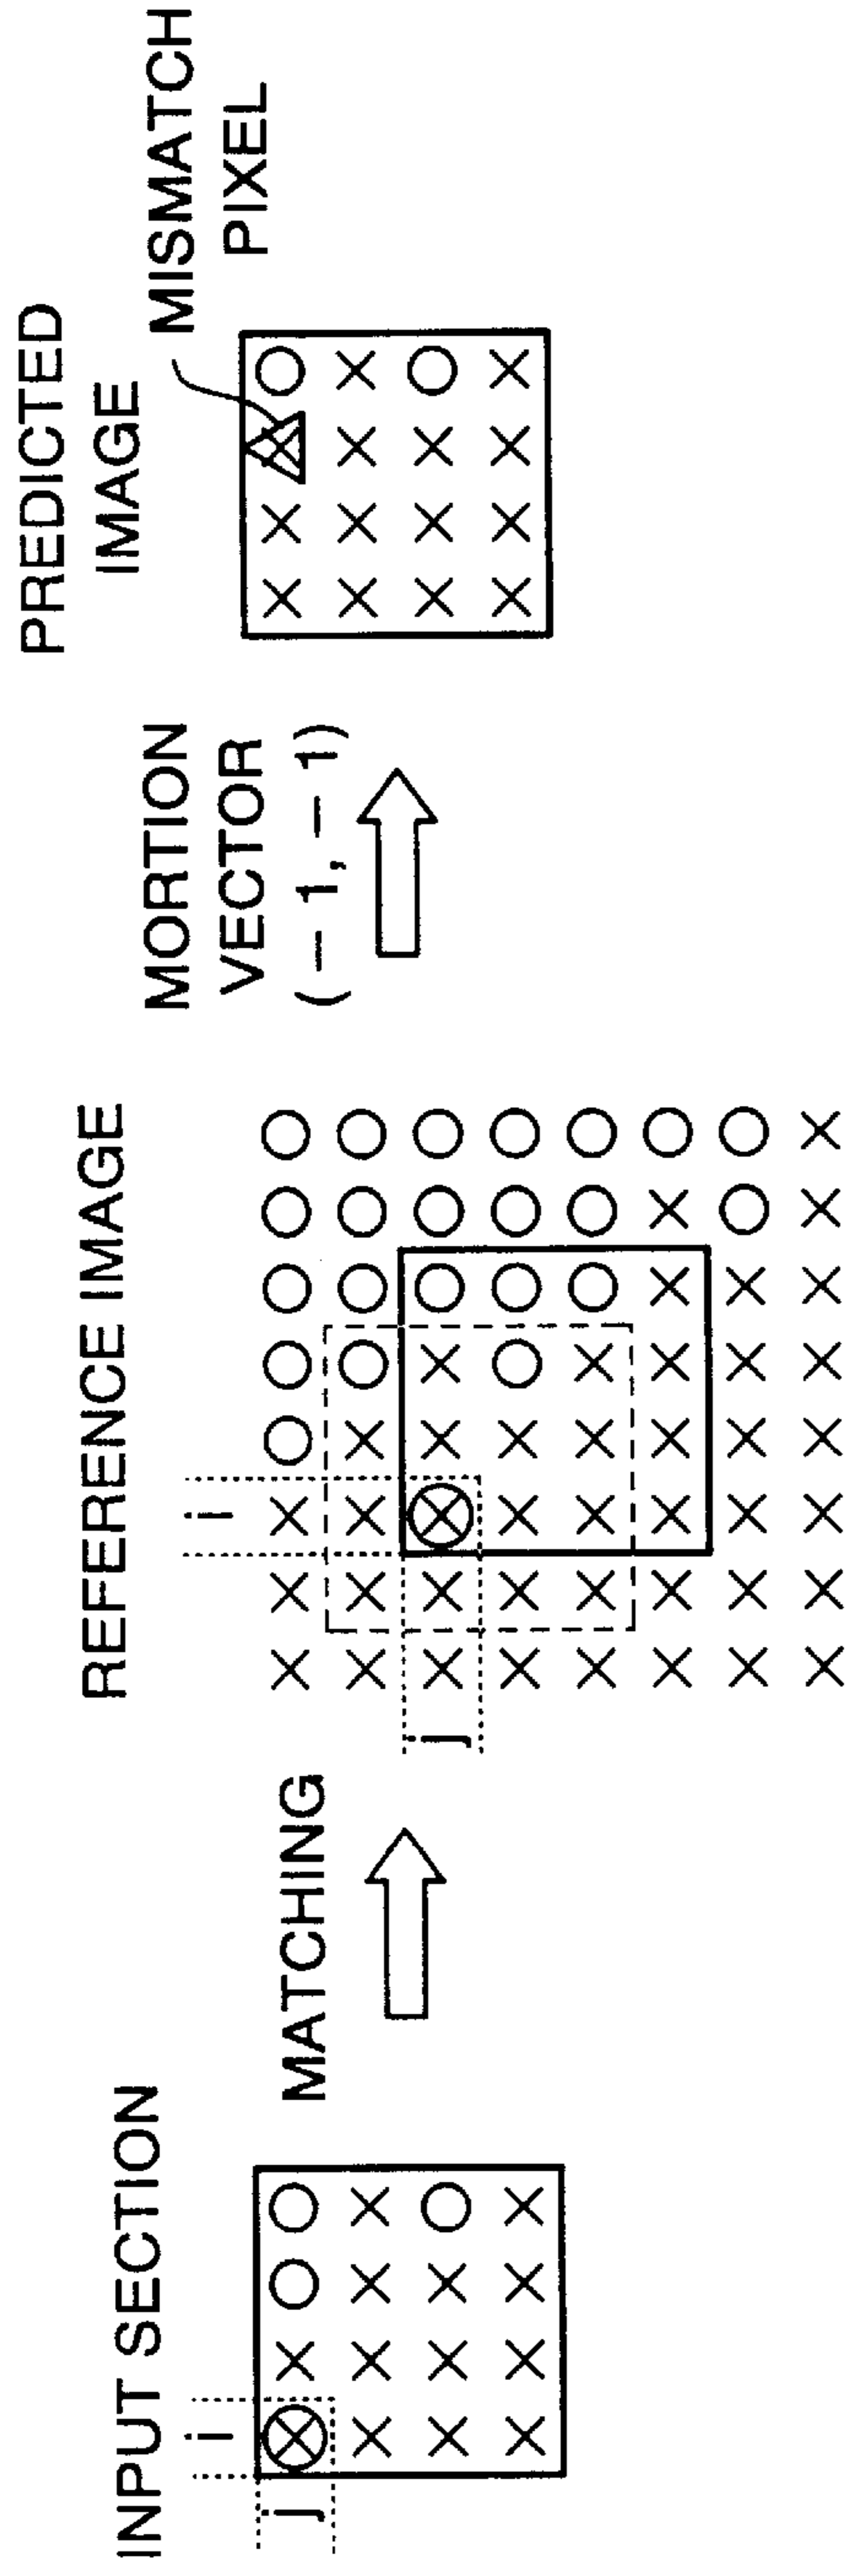 INPUT SECTION
i
j
MATCHING
REFERENCE IMAGE
i
j
MORTION
VECTOR
(－1, －1)
PREDICTED
IMAGE
MISMATCH
PIXEL